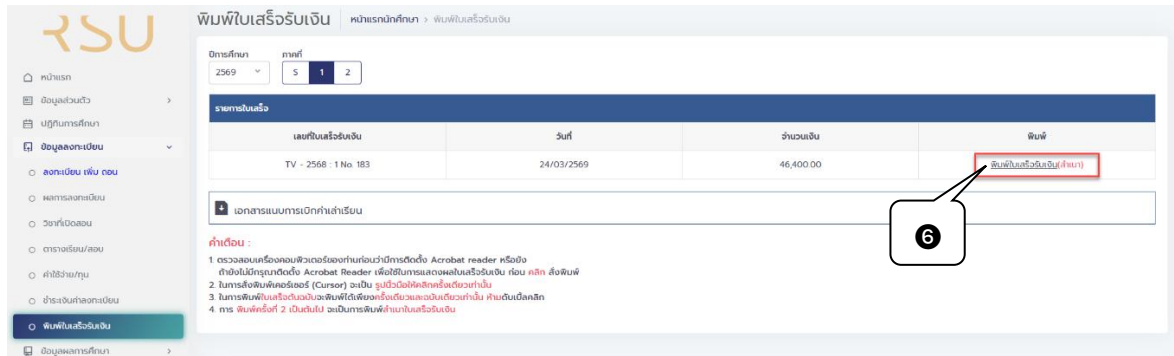 RSU
หน้าแรก
ข้อมูลส่วนตัว
ปฏิทินการศึกษา
ข้อมูลลงทะเบียน
ลงทะเบียน เพิ่ม ถอน
ผลการลงทะเบียน
วิชาที่เปิดสอน
ตารางเรียน/สอบ
ค่าใช้จ่าย/ทุน
ชำระเงินค่าลงทะเบียน
พิมพ์ใบเสร็จรับเงิน
ข้อมูลผลการศึกษา
พิมพ์ใบเสร็จรับเงิน หน้าแรกนักศึกษา > พิมพ์ใบเสร็จรับเงิน
ปีการศึกษา ภาคที่
2569 S 1 2
รายการใบเสร็จ
เลขที่ใบเสร็จรับเงิน วันที่ จำนวนเงิน พิมพ์
TV - 2568 : 1 No. 183 24/03/2569 46,400.00 พิมพ์ใบเสร็จรับเงิน(สำเนา)
เอกสารแนบการเบิกค่าเล่าเรียน
6
คำเตือน :
1. ตรวจสอบเครื่องคอมพิวเตอร์ของท่านก่อนว่ามีการติดตั้ง Acrobat reader หรือยัง
ถ้ายังไม่มีกรุณาติดตั้ง Acrobat Reader เพื่อใช้ในการแสดงผลใบเสร็จรับเงิน ก่อน คลิก สั่งพิมพ์
2. ในการสั่งพิมพ์เคอร์เซอร์ (Cursor) จะเป็น รูปนิ้วมือให้คลิกครั้งเดียวเท่านั้น
3. ในการพิมพ์ใบเสร็จต้นฉบับจะพิมพ์ได้เพียงครั้งเดียวและฉบับเดียวเท่านั้น ห้ามดับเบิ้ลคลิก
4. การ พิมพ์ครั้งที่ 2 เป็นต้นไป จะเป็นการพิมพ์สำเนาใบเสร็จรับเงิน